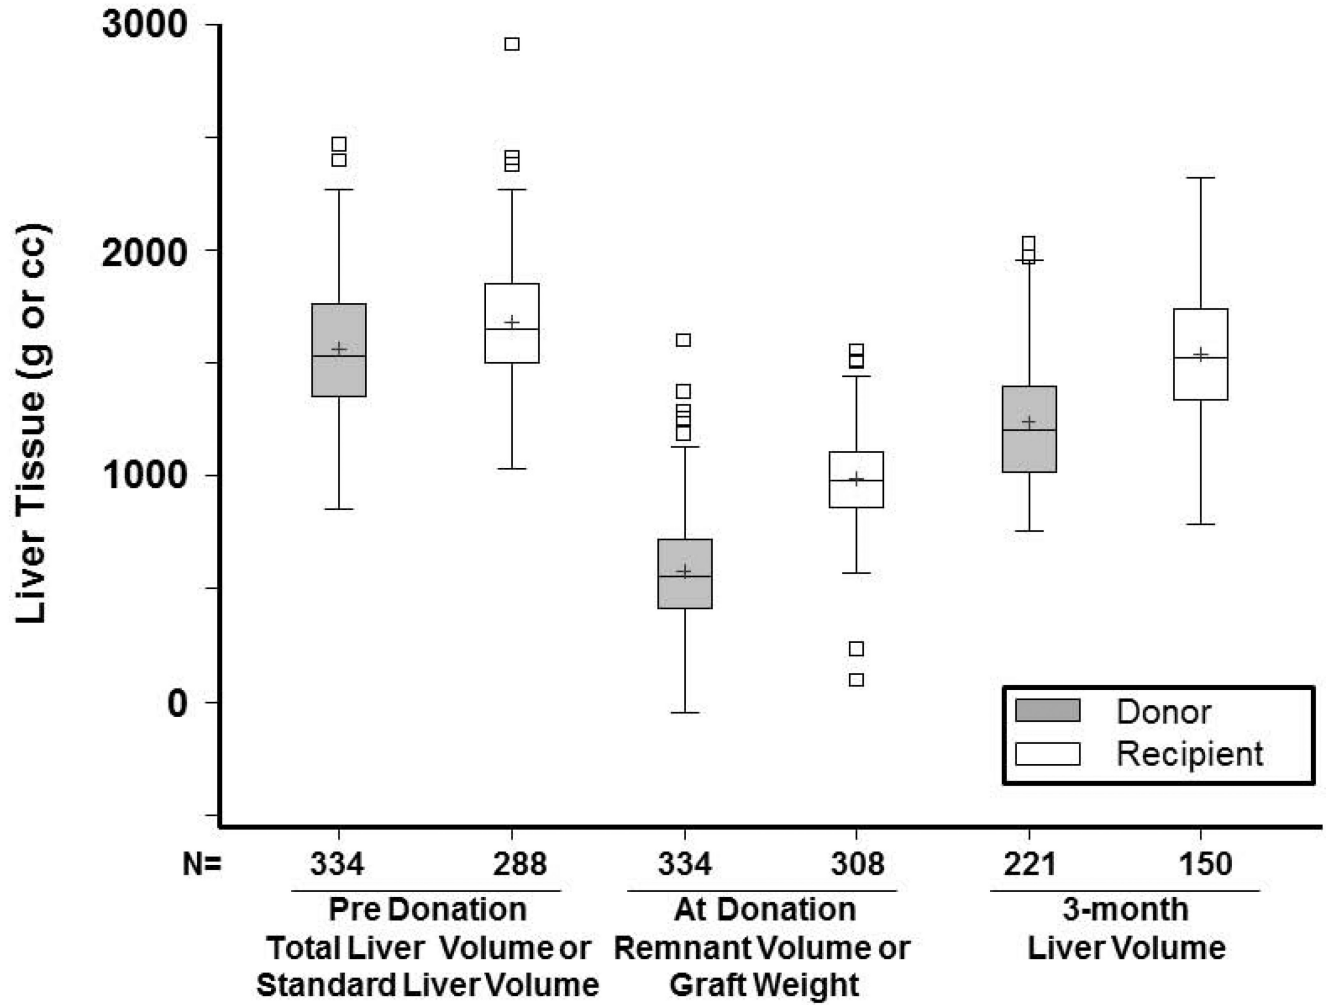 3000
2000
1000
0
Liver Tissue (g or cc)
Donor
Recipient
N= 334 288 334 308 221 150
Pre Donation At Donation 3-month
Total Liver Volume or Remnant Volume or Liver Volume
Standard Liver Volume Graft Weight